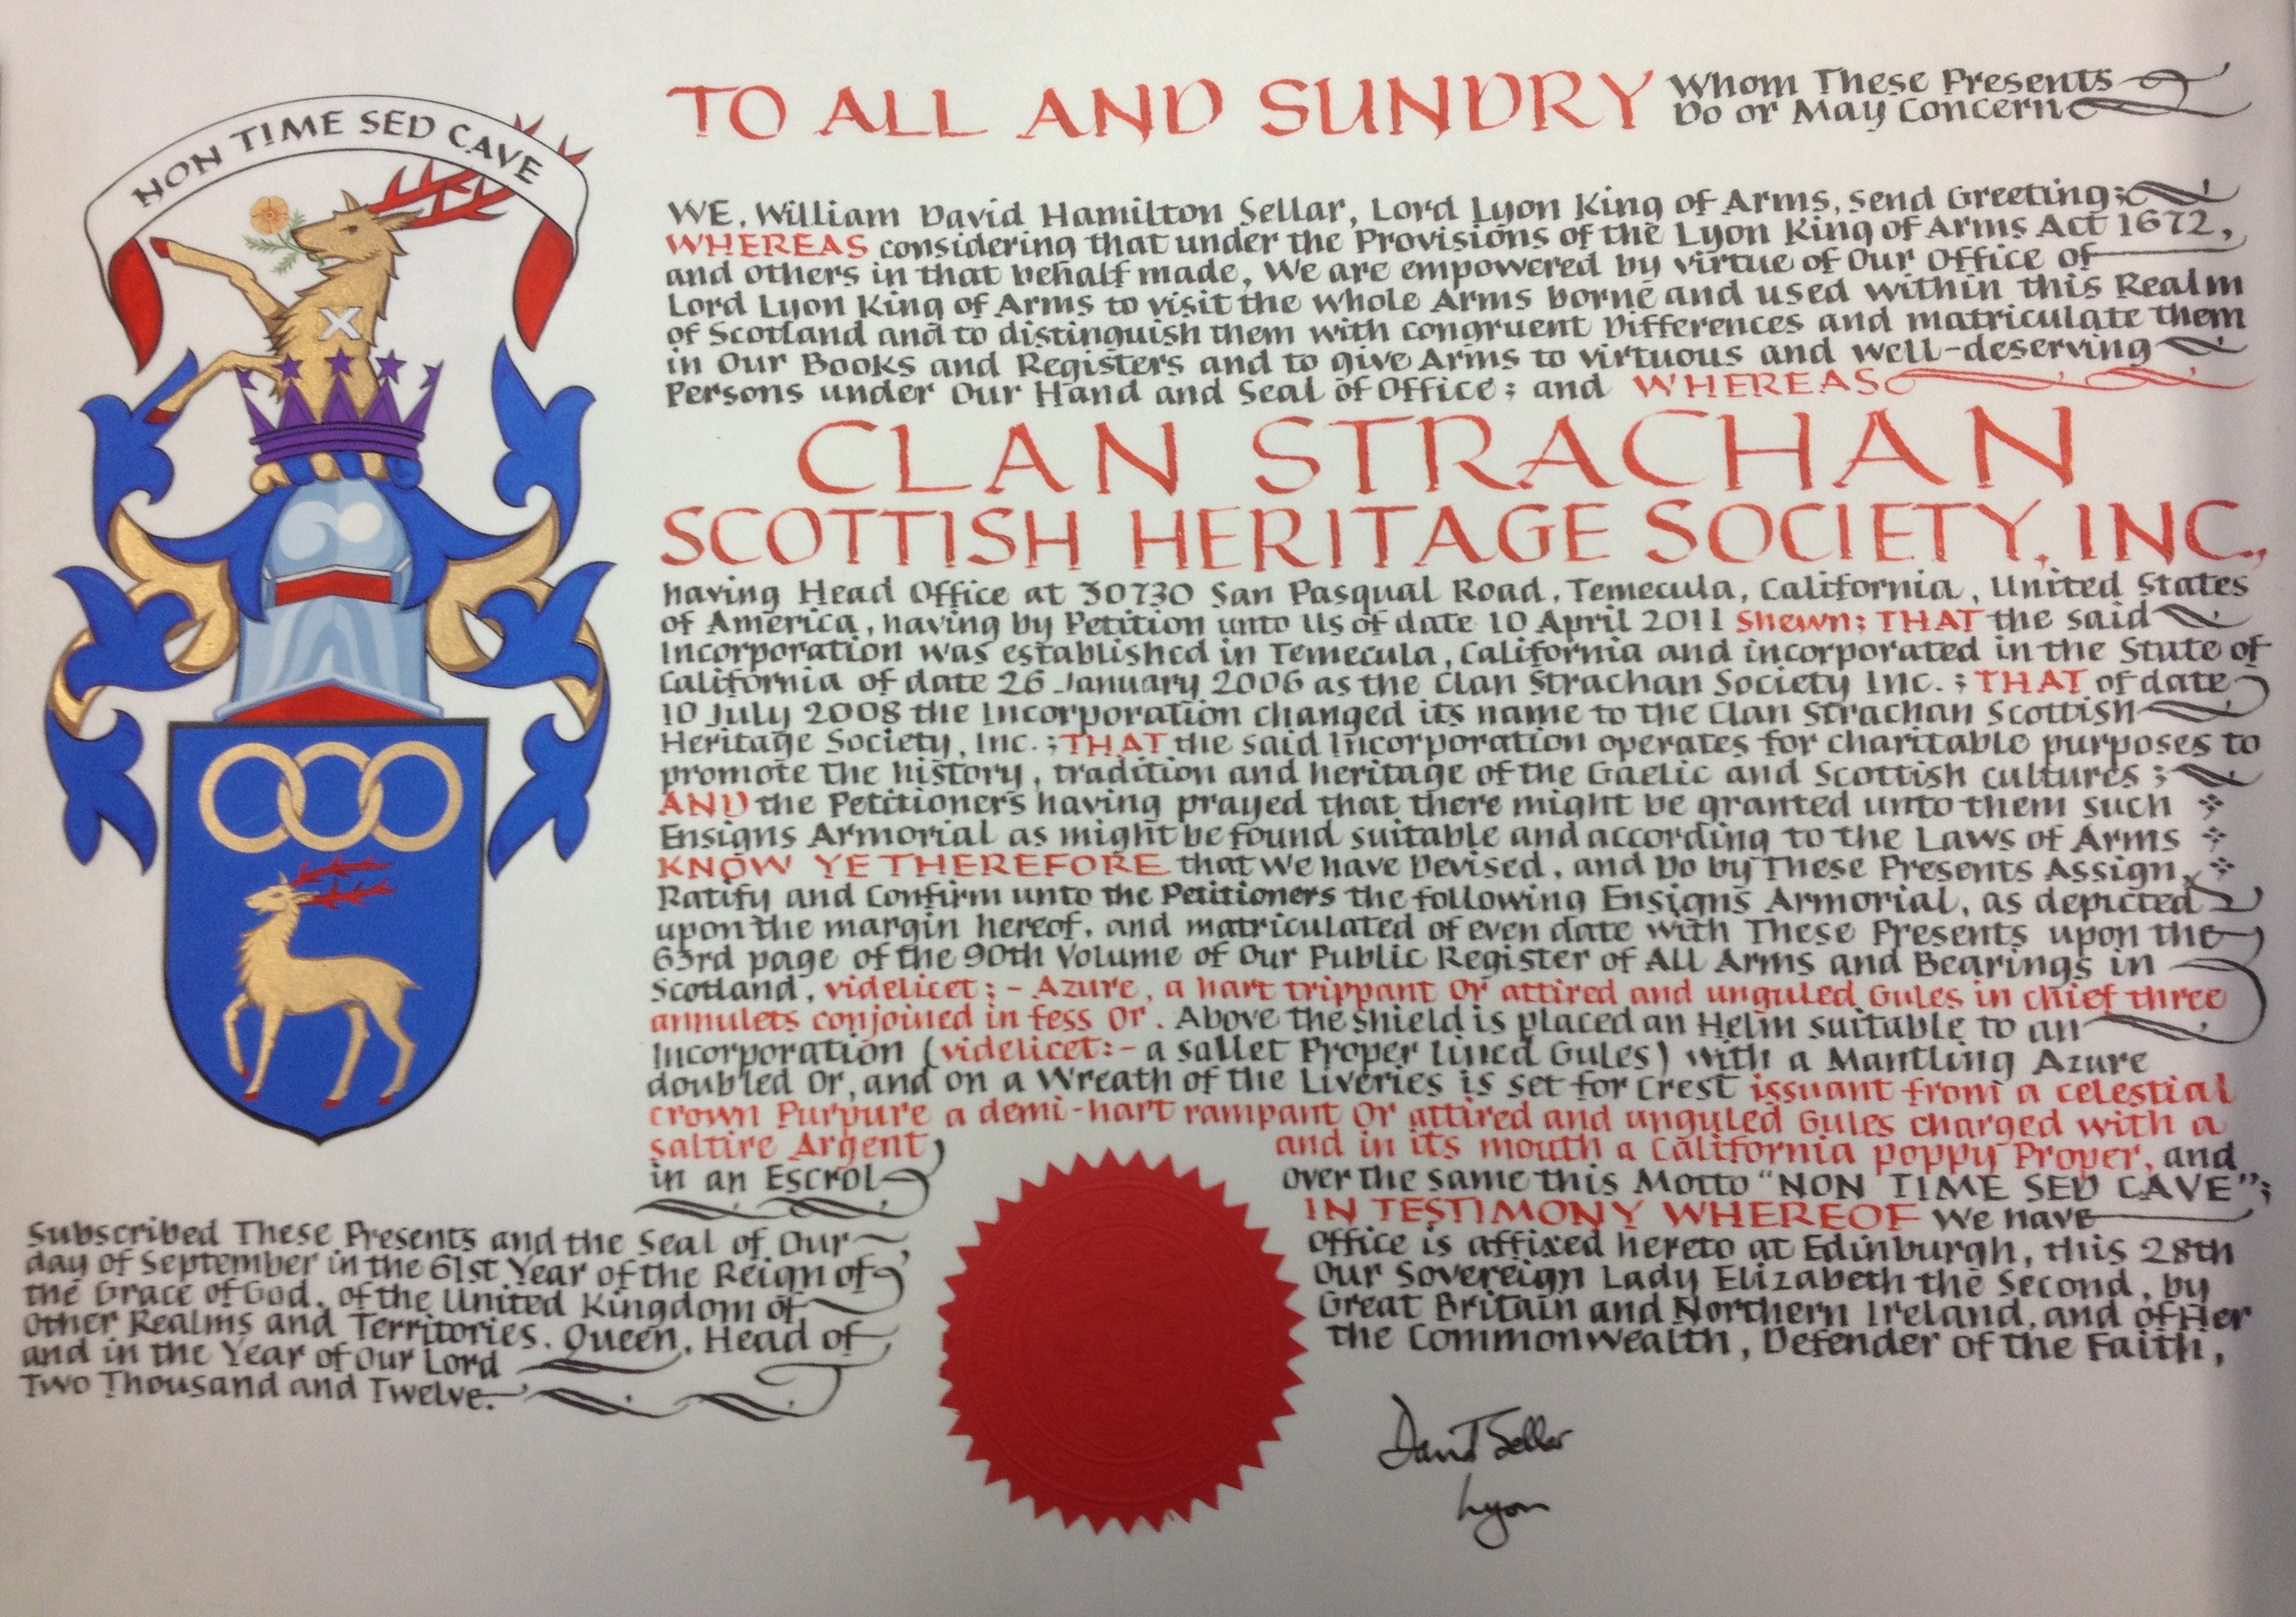 NON TIME SED CAVE
TO ALL AND SUNDRY Whom These Presents
Do or May Concern
WE, William David Hamilton Sellar, Lord Lyon King of Arms, send Greeting;
WHEREAS considering that under the Provisions of the Lyon King of Arms Act 1672,
and others in that behalf made, We are empowered by virtue of Our Office of
Lord Lyon King of Arms to visit the whole Arms borne and used within this Realm
of Scotland and to distinguish them with congruent Differences and matriculate them
in Our Books and Registers and to give Arms to virtuous and well-deserving
Persons under Our Hand and Seal of Office; and WHEREAS
CLAN STRACHAN
SCOTTISH HERITAGE SOCIETY, INC.,
having Head Office at 30730 San Pasqual Road, Temecula, California, United States
of America, having by Petition unto Us of date 10 April 2011 Shewn; THAT the said
Incorporation was established in Temecula, California and incorporated in the State of
California of date 26 January 2006 as the Clan Strachan Society Inc.; THAT of date
10 July 2008 the Incorporation changed its name to the Clan Strachan Scottish
Heritage Society, Inc.; THAT the said Incorporation operates for charitable purposes to
promote the history, tradition and heritage of the Gaelic and Scottish cultures;
AND the Petitioners having prayed that there might be granted unto them such
Ensigns Armorial as might be found suitable and according to the Laws of Arms
KNOW YE THEREFORE that We have Devised, and Do by These Presents Assign,
Ratify and Confirm unto the Petitioners the following Ensigns Armorial, as depicted
upon the margin hereof, and matriculated of even date with These Presents upon the
63rd page of the 90th Volume of Our Public Register of All Arms and Bearings in
Scotland, videlicet:- Azure, a hart trippant Or attired and unguled Gules in chief three
annulets conjoined in fess Or. Above the shield is placed an Helm suitable to an
Incorporation (videlicet:- a sallet Proper lined Gules) with a Mantling Azure
doubled Or, and on a Wreath of the Liveries is set for Crest issuant from a celestial
crown Purpure a demi-hart rampant Or attired and unguled Gules charged with a
saltire Argent, and in its mouth a California poppy Proper, and
in an Escrol over the same this Motto "NON TIME SED CAVE";
IN TESTIMONY WHEREOF We have
Subscribed These Presents and the Seal of Our Office is affixed hereto at Edinburgh, this 28th
day of September in the 61st Year of the Reign of Our Sovereign Lady Elizabeth the Second, by
the Grace of God, of the United Kingdom of Great Britain and Northern Ireland, and of Her
Other Realms and Territories, Queen, Head of the Commonwealth, Defender of the Faith,
and in the Year of Our Lord
Two Thousand and Twelve.
David Sellar
Lyon